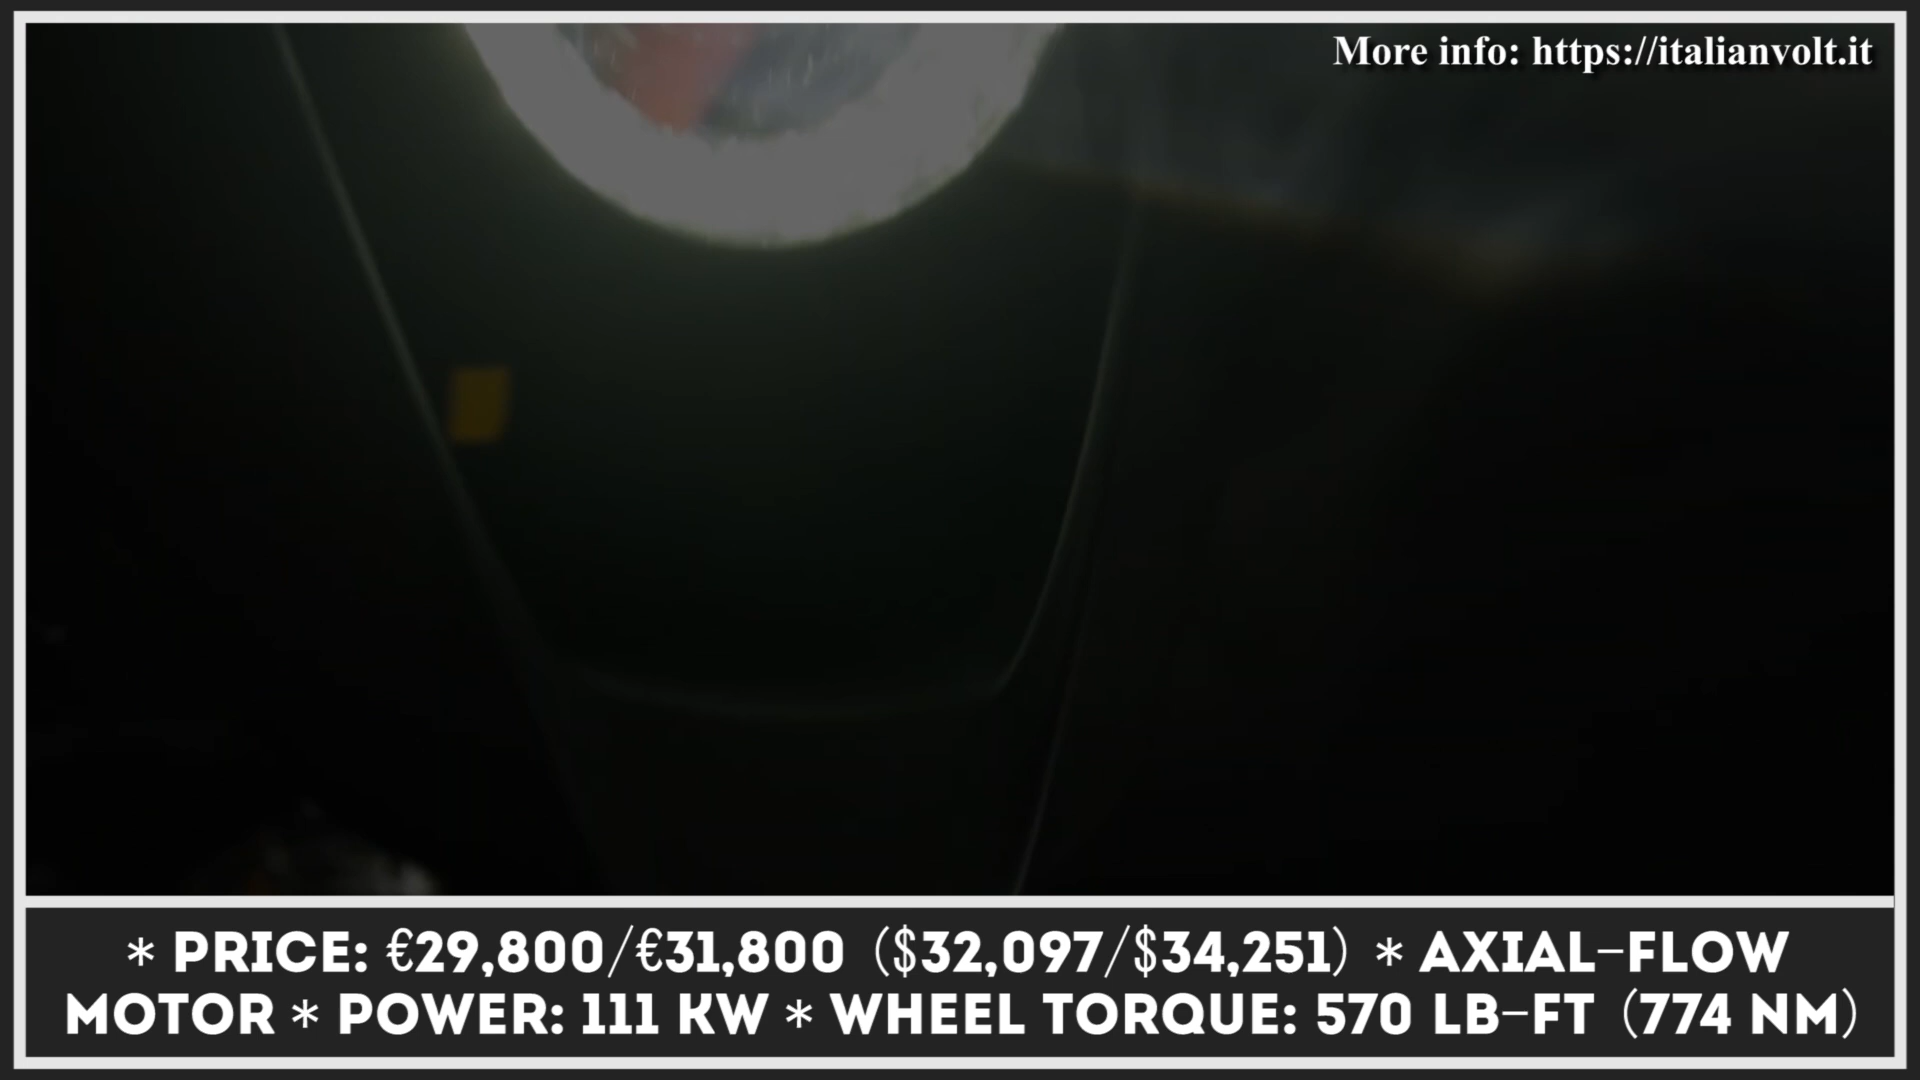 More info: https://italianvolt.it
* PRICE: €29,800/€31,800 ($32,097/$34,251) * AXIAL-FLOW
MOTOR * POWER: 111 KW * WHEEL TORQUE: 570 LB-FT (774 NM)